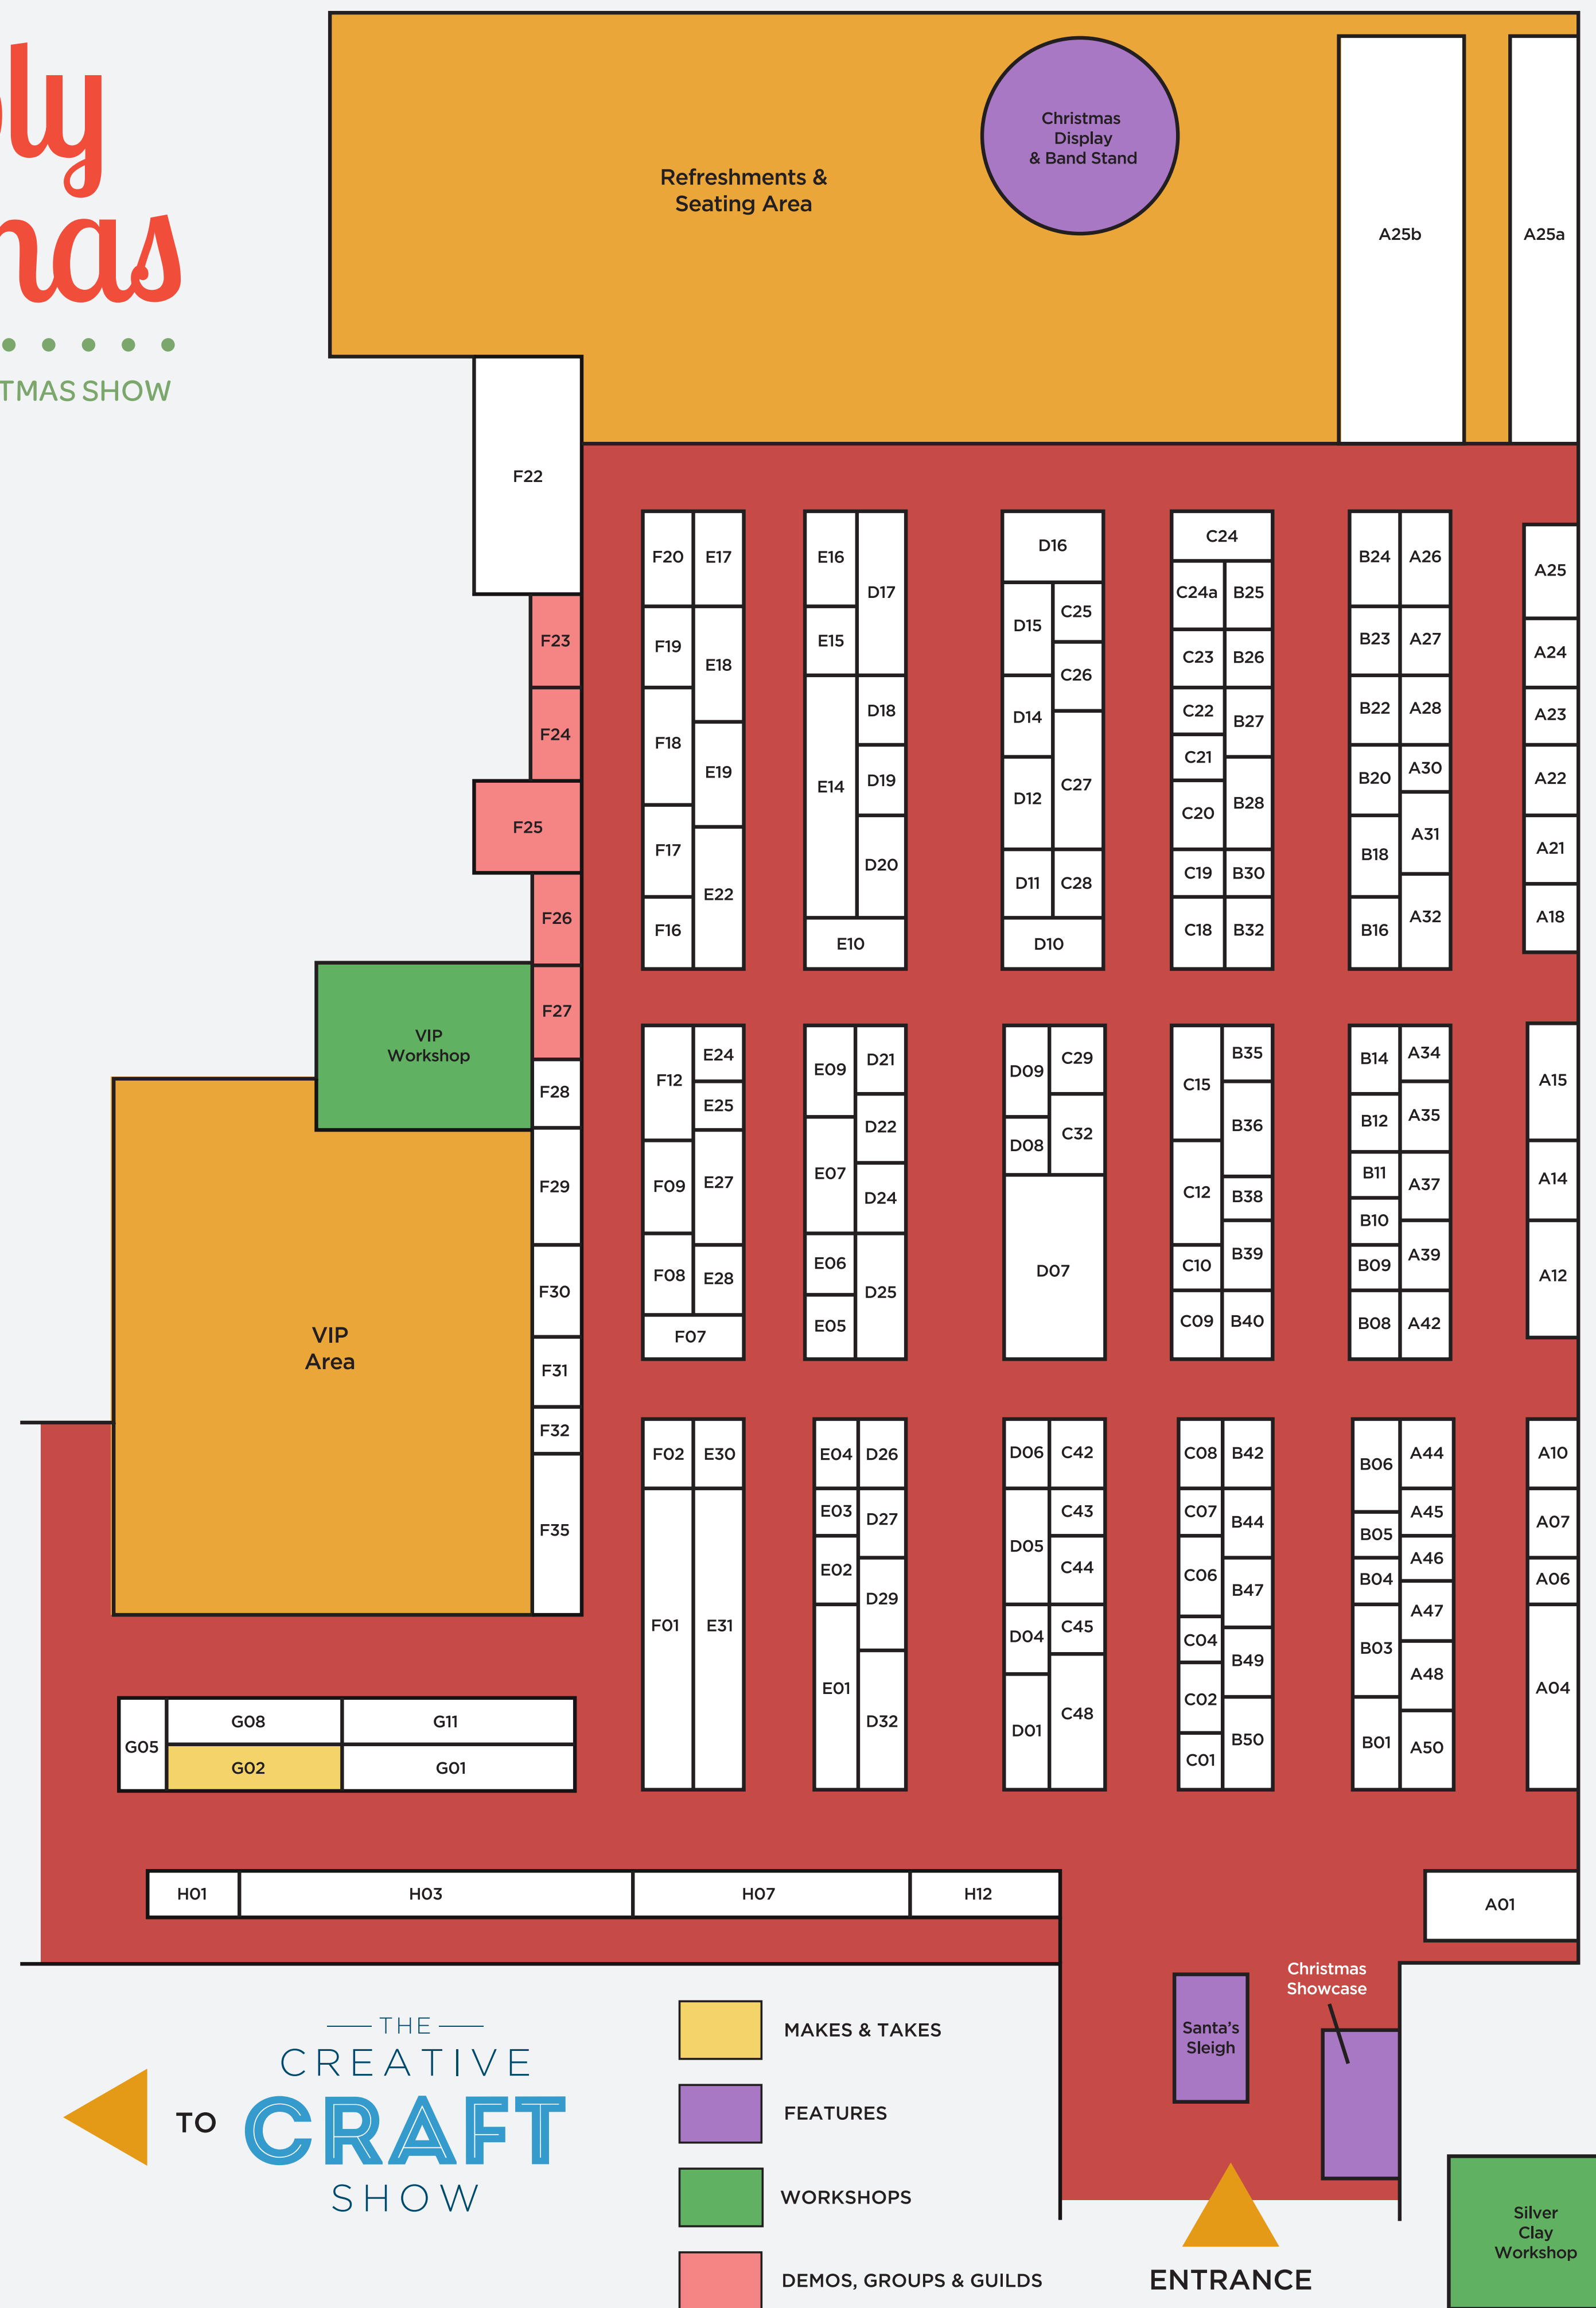 ply
mas
TMAS SHOW
Refreshments &
Seating Area
Christmas
Display
& Band Stand
A25b
A25a
F22
F23
F24
F25
F26
F27
F28
F29
F30
F31
F32
F35
VIP
Workshop
VIP
Area
F20
E17
F19
E18
F18
E19
F17
E22
F16
E16
D17
E15
D18
E14
D19
D20
E10
D16
D15
C25
C26
D14
C27
D12
D11
C28
D10
C24
C24a
B25
C23
B26
C22
B27
C21
C20
B28
C19
B30
C18
B32
B24
A26
B23
A27
B22
A28
B20
A30
A31
B18
A32
B16
A25
A24
A23
A22
A21
A18
F12
E24
E25
F09
E27
F08
E28
F07
E09
D21
D22
E07
D24
E06
D25
E05
D09
C29
D08
C32
D07
C15
B35
B36
C12
B38
B39
C10
C09
B40
B14
A34
B12
A35
B11
A37
B10
A39
B09
B08
A42
A15
A14
A12
F02
E30
F01
E31
E04
D26
E03
D27
E02
D29
E01
D32
D06
C42
C43
D05
C44
D04
C45
D01
C48
C08
B42
C07
B44
C06
B47
C04
B49
C02
B50
C01
B06
A44
A45
B05
A46
B04
A47
B03
A48
B01
A50
A10
A07
A06
A04
G05
G08
G11
G02
G01
H01
H03
H07
H12
A01
Christmas
Showcase
Santa's
Sleigh
THE
CREATIVE
CRAFT
SHOW
TO
MAKES & TAKES
FEATURES
WORKSHOPS
DEMOS, GROUPS & GUILDS
ENTRANCE
Silver
Clay
Workshop